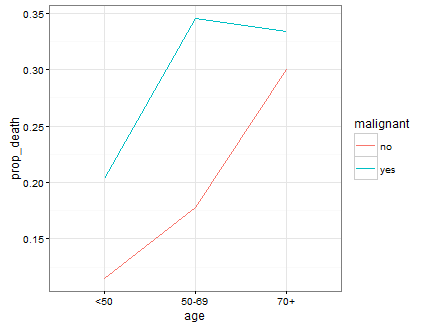 0.35
0.30
0.25
0.20
0.15
prop_death
<50
50-69
70+
age
malignant
no
yes